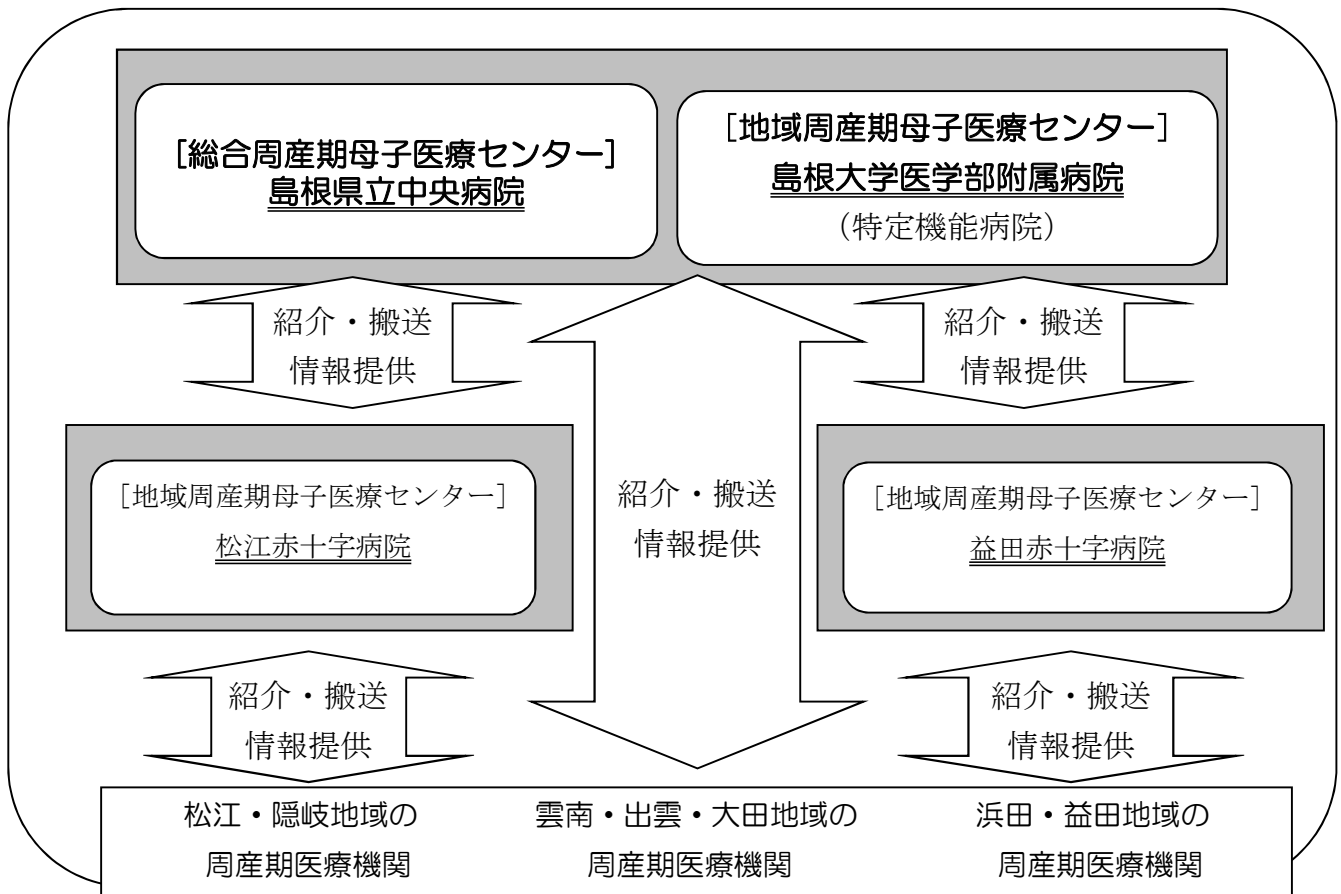 [総合周産期母子医療センター]
島根県立中央病院
[地域周産期母子医療センター]
島根大学医学部附属病院
（特定機能病院）
紹介・搬送
情報提供
紹介・搬送
情報提供
紹介・搬送
情報提供
[地域周産期母子医療センター]
松江赤十字病院
[地域周産期母子医療センター]
益田赤十字病院
紹介・搬送
情報提供
紹介・搬送
情報提供
松江・隠岐地域の
周産期医療機関
雲南・出雲・大田地域の
周産期医療機関
浜田・益田地域の
周産期医療機関